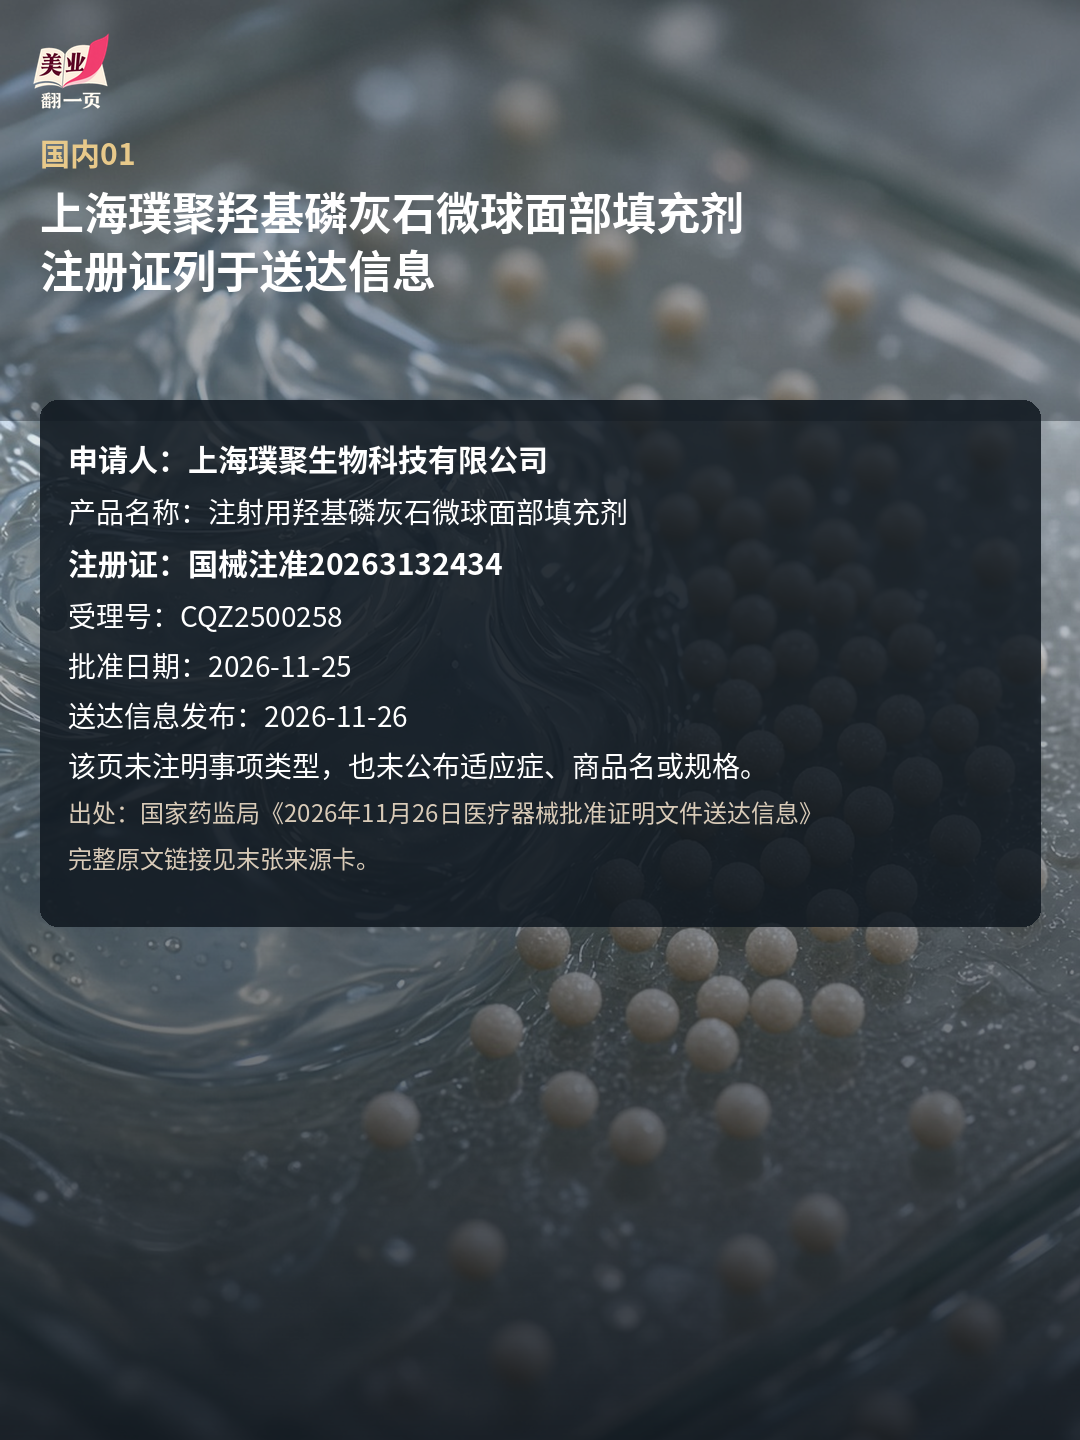 美业
翻一页
国内01
上海璞聚羟基磷灰石微球面部填充剂
注册证列于送达信息
申请人：上海璞聚生物科技有限公司
产品名称：注射用羟基磷灰石微球面部填充剂
注册证：国械注准20263132434
受理号：CQZ2500258
批准日期：2026-11-25
送达信息发布：2026-11-26
该页未注明事项类型，也未公布适应症、商品名或规格。
出处：国家药监局《2026年11月26日医疗器械批准证明文件送达信息》
完整原文链接见末张来源卡。